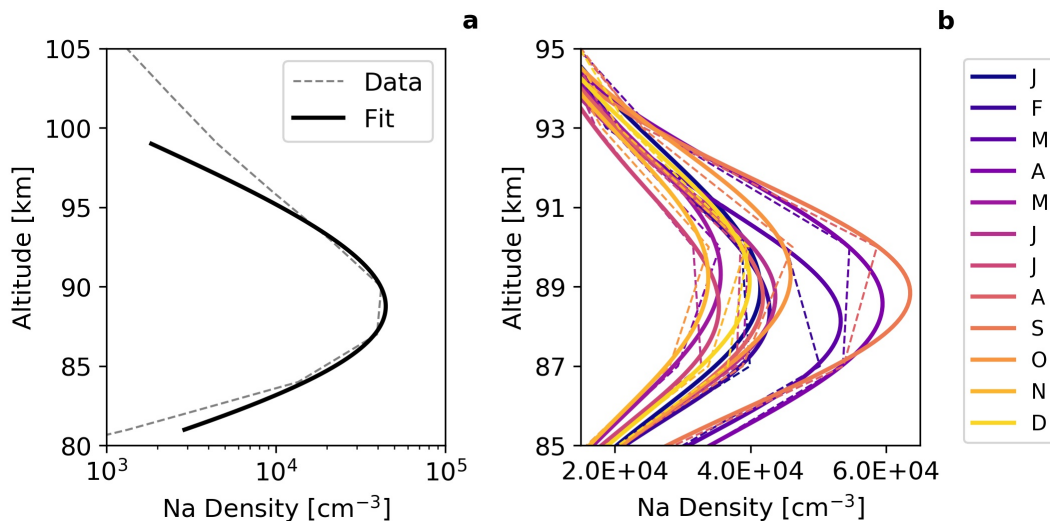 a
105
100
95
90
85
80
10³
10⁴
10⁵
Altitude [km]
Na Density [cm⁻³]
Data
Fit
b
95
93
91
89
87
85
2.0E+04
4.0E+04
6.0E+04
Altitude [km]
Na Density [cm⁻³]
J
F
M
A
M
J
J
A
S
O
N
D